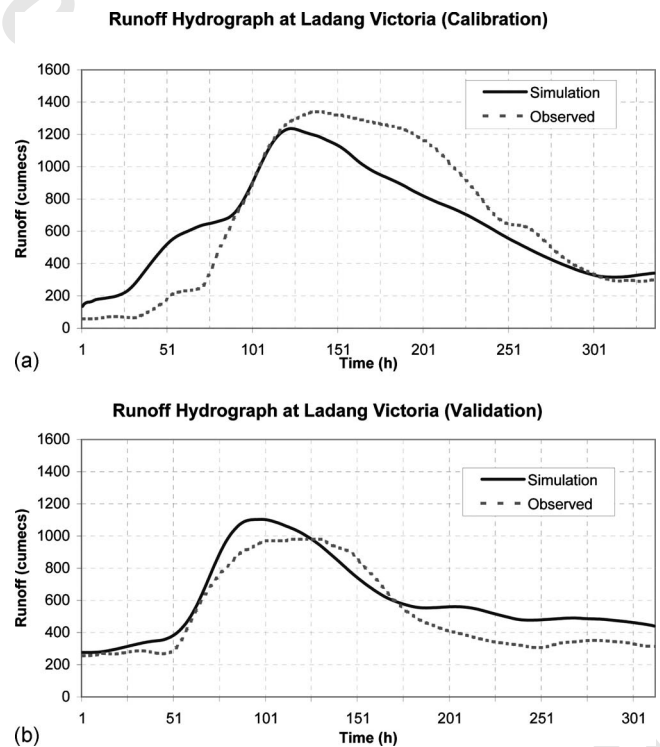 Runoff Hydrograph at Ladang Victoria (Calibration)
1600
1400
1200
1000
800
600
400
200
0
Runoff (cumecs)
Simulation
Observed
1 51 101 151 201 251 301
Time (h)
(a)
Runoff Hydrograph at Ladang Victoria (Validation)
1600
1400
1200
1000
800
600
400
200
0
Runoff (cumecs)
Simulation
Observed
1 51 101 151 201 251 301
Time (h)
(b)